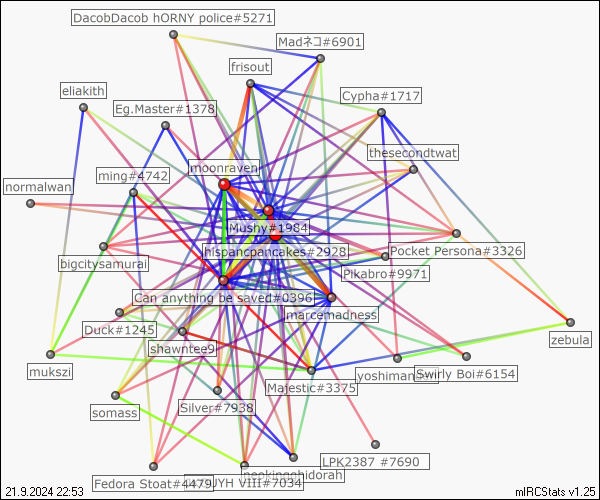 DacobDacob hORNY police#5271
Madネコ#6901
frisout
eliakith
Cypha#1717
Eg.Master#1378
thesecondtwat
moonraven
ming#4742
normalwan
Mushy#1984
hispancpancakes#2928
Pocket Persona#3326
bigcitysamurai
Pikabro#9971
Can anything be saved#0396
marcemadness
Duck#1245
zebula
shawntee9
mukszi
yoshiman
Swirly Boi#6154
Majestic#3375
Silver#7938
somass
LPK2387 #7690
neokingghidorah
Fedora Stoat#4479
UYH VIII#7034
21.9.2024 22:53
mIRCStats v1.25